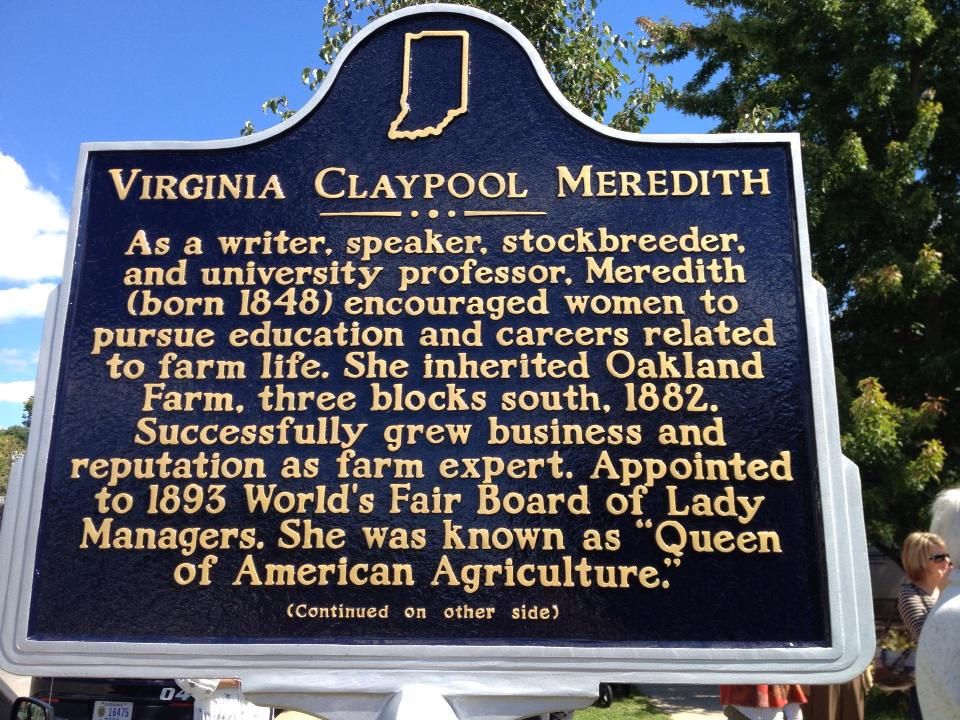 VIRGINIA CLAYPOOL MEREDITH
As a writer, speaker, stockbreeder,
and university professor, Meredith
(born 1848) encouraged women to
pursue education and careers related
to farm life. She inherited Oakland
Farm, three blocks south, 1882.
Successfully grew business and
reputation as farm expert. Appointed
to 1893 World's Fair Board of Lady
Managers. She was known as “Queen
of American Agriculture.”
(Continued on other side)
16475